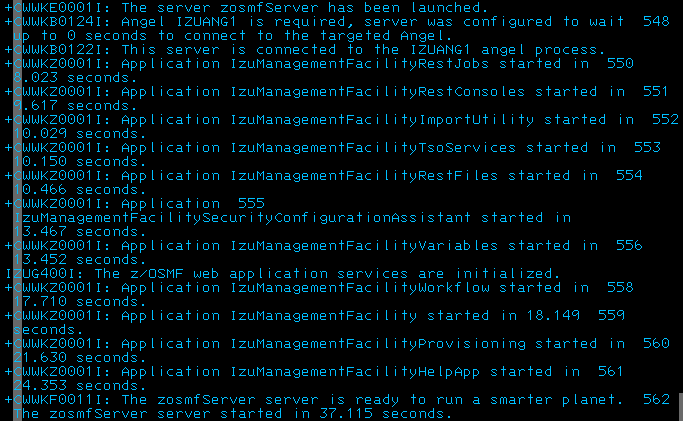 +CWWKE0001I: The server zosmfServer has been launched.
+CWWKB0124I: Angel IZUANG1 is required, server was configured to wait  548
up to 0 seconds to connect to the targeted Angel.
+CWWKB0122I: This server is connected to the IZUANG1 angel process.
+CWWKZ0001I: Application IzuManagementFacilityRestJobs started in  550
8.023 seconds.
+CWWKZ0001I: Application IzuManagementFacilityRestConsoles started in  551
9.617 seconds.
+CWWKZ0001I: Application IzuManagementFacilityImportUtility started in  552
10.029 seconds.
+CWWKZ0001I: Application IzuManagementFacilityTsoServices started in  553
10.150 seconds.
+CWWKZ0001I: Application IzuManagementFacilityRestFiles started in  554
10.466 seconds.
+CWWKZ0001I: Application  555
IzuManagementFacilitySecurityConfigurationAssistant started in
13.467 seconds.
+CWWKZ0001I: Application IzuManagementFacilityVariables started in  556
13.452 seconds.
IZUG400I: The z/OSMF web application services are initialized.
+CWWKZ0001I: Application IzuManagementFacilityWorkflow started in  558
17.710 seconds.
+CWWKZ0001I: Application IzuManagementFacility started in 18.149  559
seconds.
+CWWKZ0001I: Application IzuManagementFacilityProvisioning started in  560
21.630 seconds.
+CWWKZ0001I: Application IzuManagementFacilityHelpApp started in  561
24.353 seconds.
+CWWKF0011I: The zosmfServer server is ready to run a smarter planet.  562
The zosmfServer server started in 37.115 seconds.